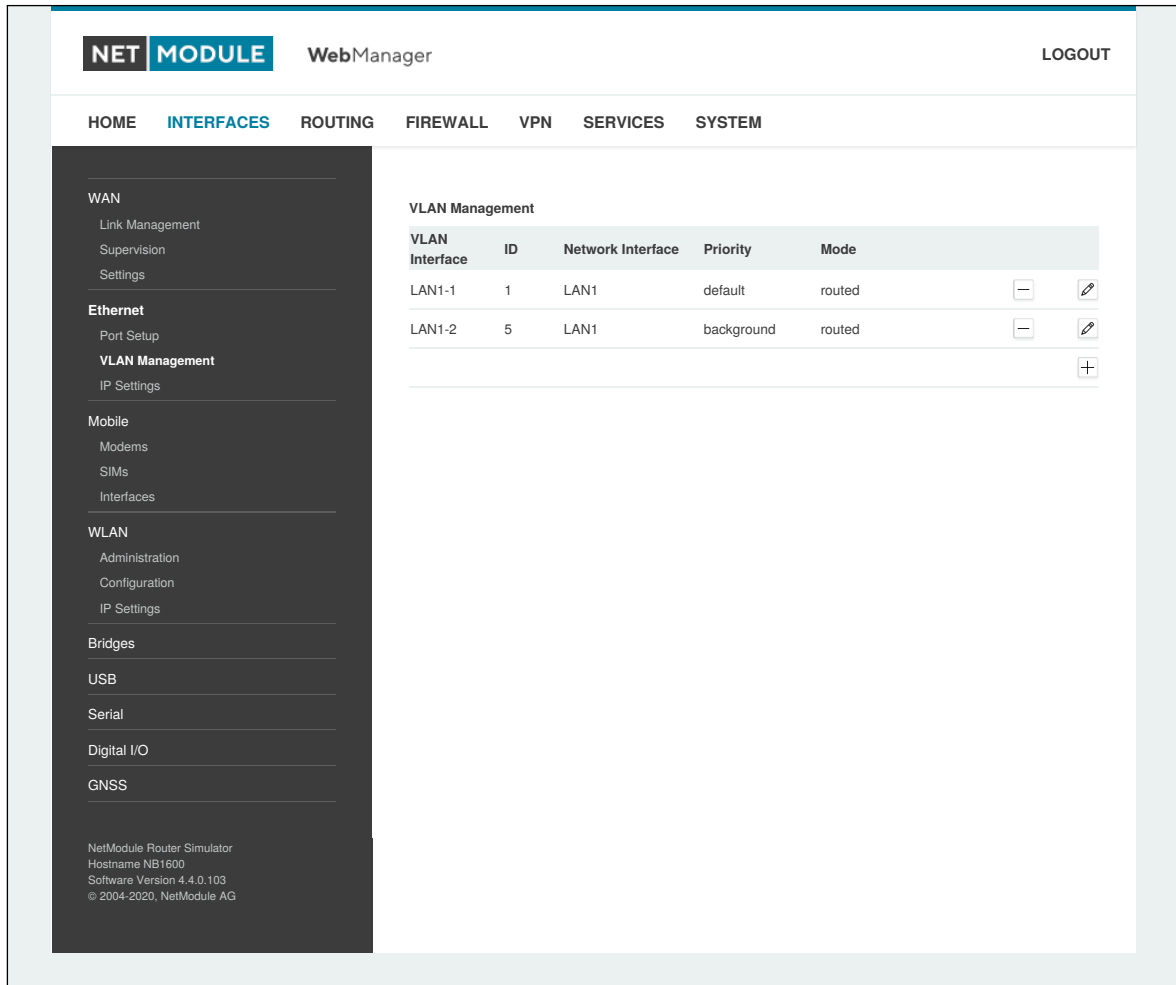 NET MODULE WebManager LOGOUT
HOME INTERFACES ROUTING FIREWALL VPN SERVICES SYSTEM
WAN
Link Management
Supervision
Settings
Ethernet
Port Setup
VLAN Management
IP Settings
Mobile
Modems
SIMs
Interfaces
WLAN
Administration
Configuration
IP Settings
Bridges
USB
Serial
Digital I/O
GNSS
NetModule Router Simulator
Hostname NB1600
Software Version 4.4.0.103
© 2004-2020, NetModule AG
VLAN Management
VLAN Interface ID Network Interface Priority Mode
LAN1-1 1 LAN1 default routed
LAN1-2 5 LAN1 background routed